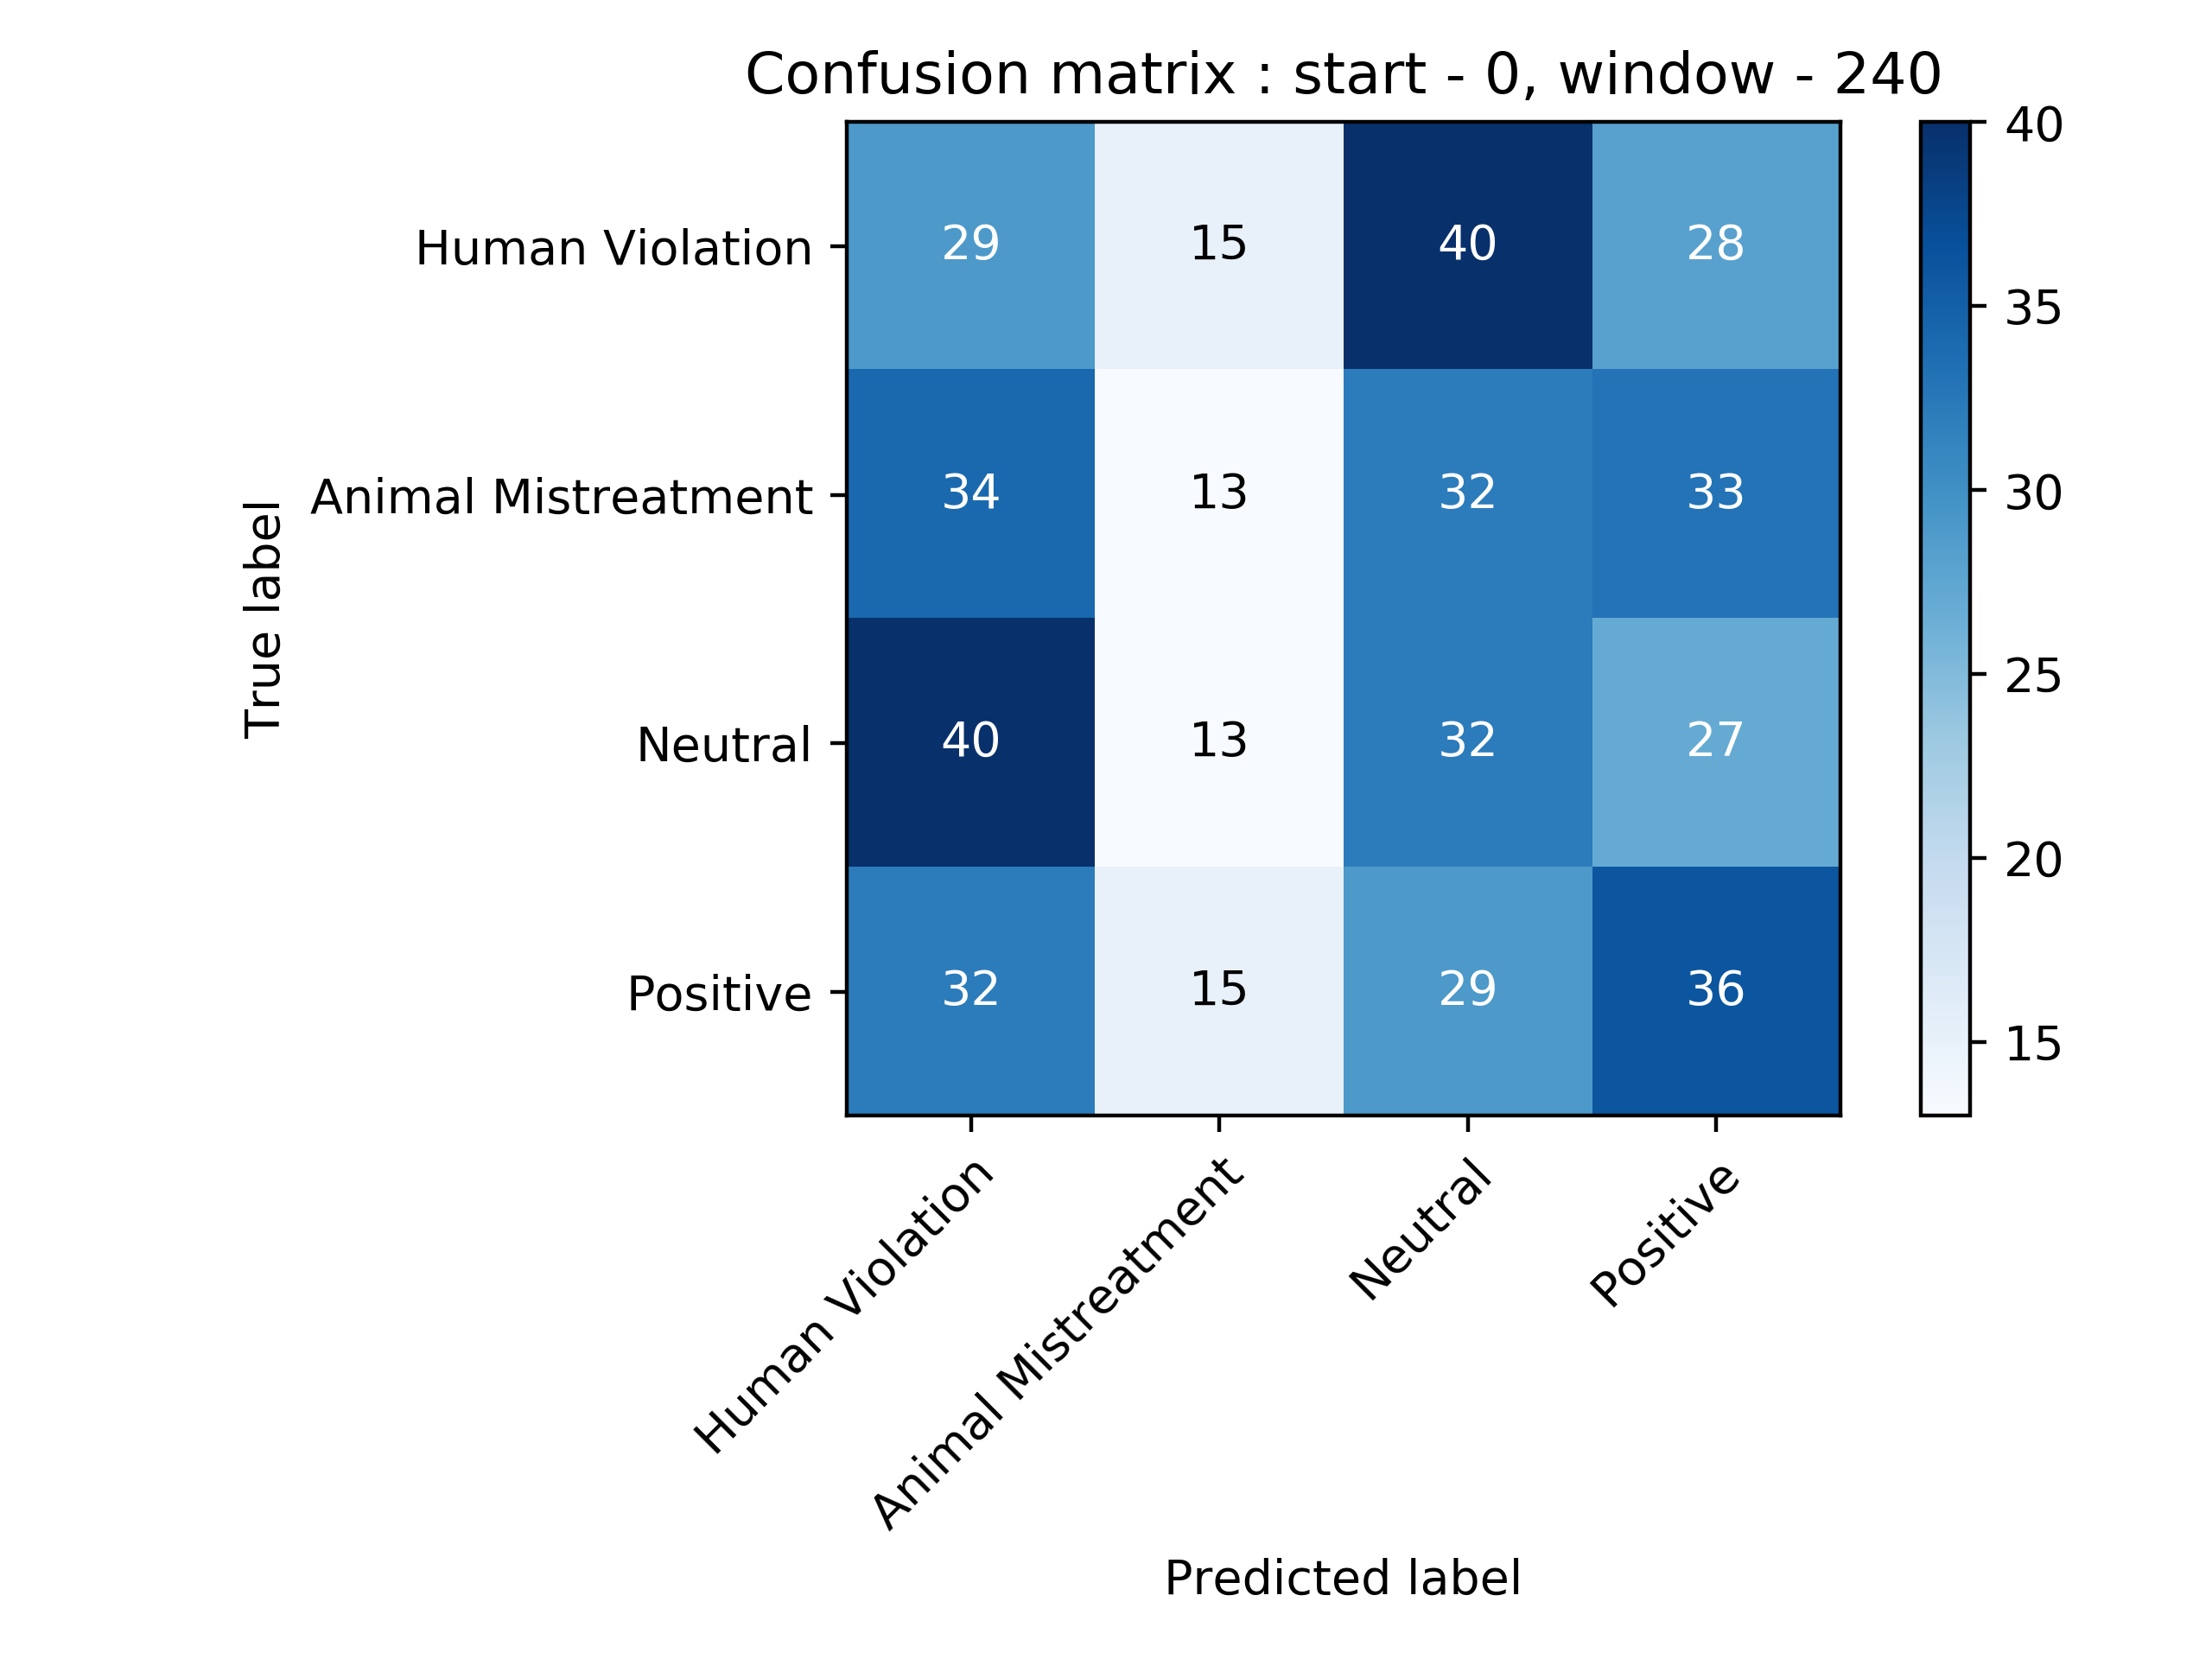 Confusion matrix : start - 0, window - 240
True label
Human Violation
29 15 40 28
Animal Mistreatment
34 13 32 33
Neutral
40 13 32 27
Positive
32 15 29 36
Human Violation
Animal Mistreatment
Neutral
Positive
Predicted label
40
35
30
25
20
15